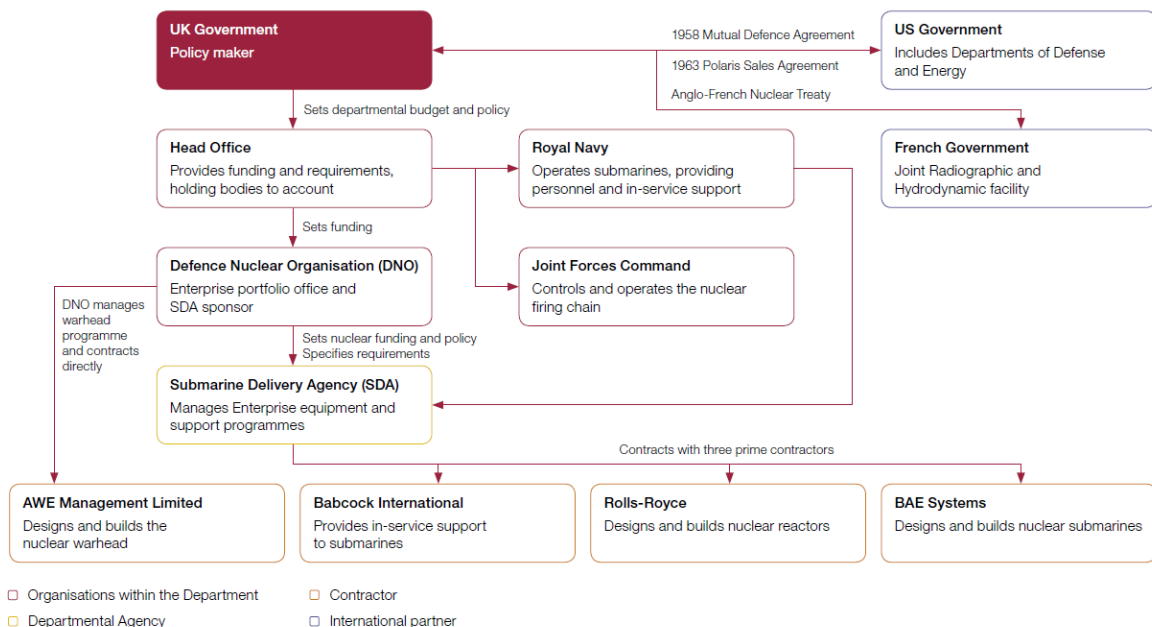 UK Government
Policy maker
1958 Mutual Defence Agreement
1963 Polaris Sales Agreement
Anglo-French Nuclear Treaty
US Government
Includes Departments of Defense
and Energy
Sets departmental budget and policy
Head Office
Provides funding and requirements,
holding bodies to account
Royal Navy
Operates submarines, providing
personnel and in-service support
French Government
Joint Radiographic and
Hydrodynamic facility
Sets funding
Defence Nuclear Organisation (DNO)
Enterprise portfolio office and
SDA sponsor
Joint Forces Command
Controls and operates the nuclear
firing chain
DNO manages
warhead
programme
and contracts
directly
Sets nuclear funding and policy
Specifies requirements
Submarine Delivery Agency (SDA)
Manages Enterprise equipment and
support programmes
Contracts with three prime contractors
AWE Management Limited
Designs and builds the
nuclear warhead
Babcock International
Provides in-service support
to submarines
Rolls-Royce
Designs and builds nuclear reactors
BAE Systems
Designs and builds nuclear submarines
Organisations within the Department
Contractor
Departmental Agency
International partner